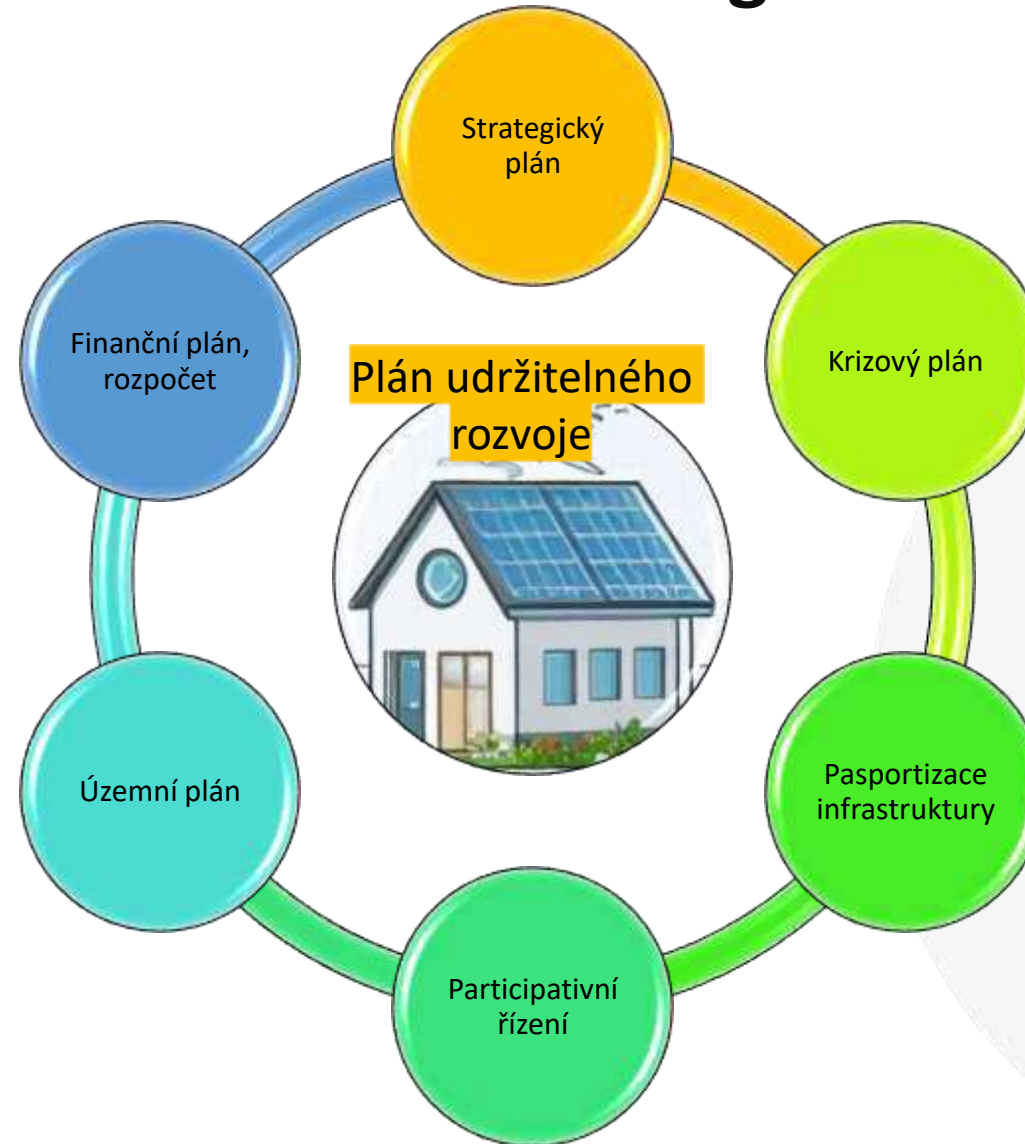 Strategický
plán
Krizový plán
Pasportizace
infrastruktury
Participativní
řízení
Územní plán
Finanční plán,
rozpočet
Plán udržitelného
rozvoje